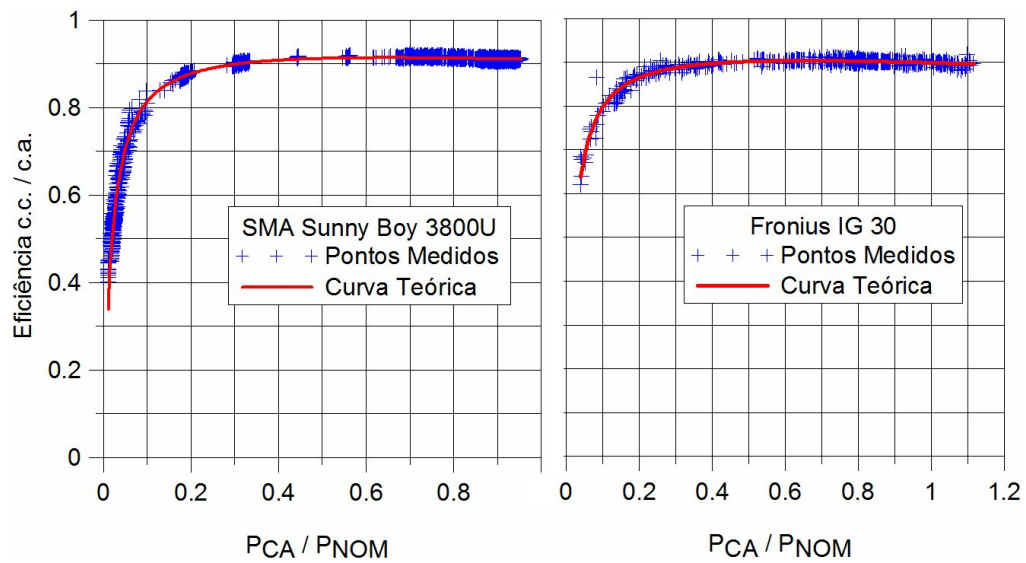 1
0.8
0.6
0.4
0.2
0
Eficiência c.c. / c.a.
SMA Sunny Boy 3800U
+ + + Pontos Medidos
Curva Teórica
0 0.2 0.4 0.6 0.8
PCA / PNOM
Fronius IG 30
+ + + Pontos Medidos
Curva Teórica
0 0.2 0.4 0.6 0.8 1 1.2
PCA / PNOM